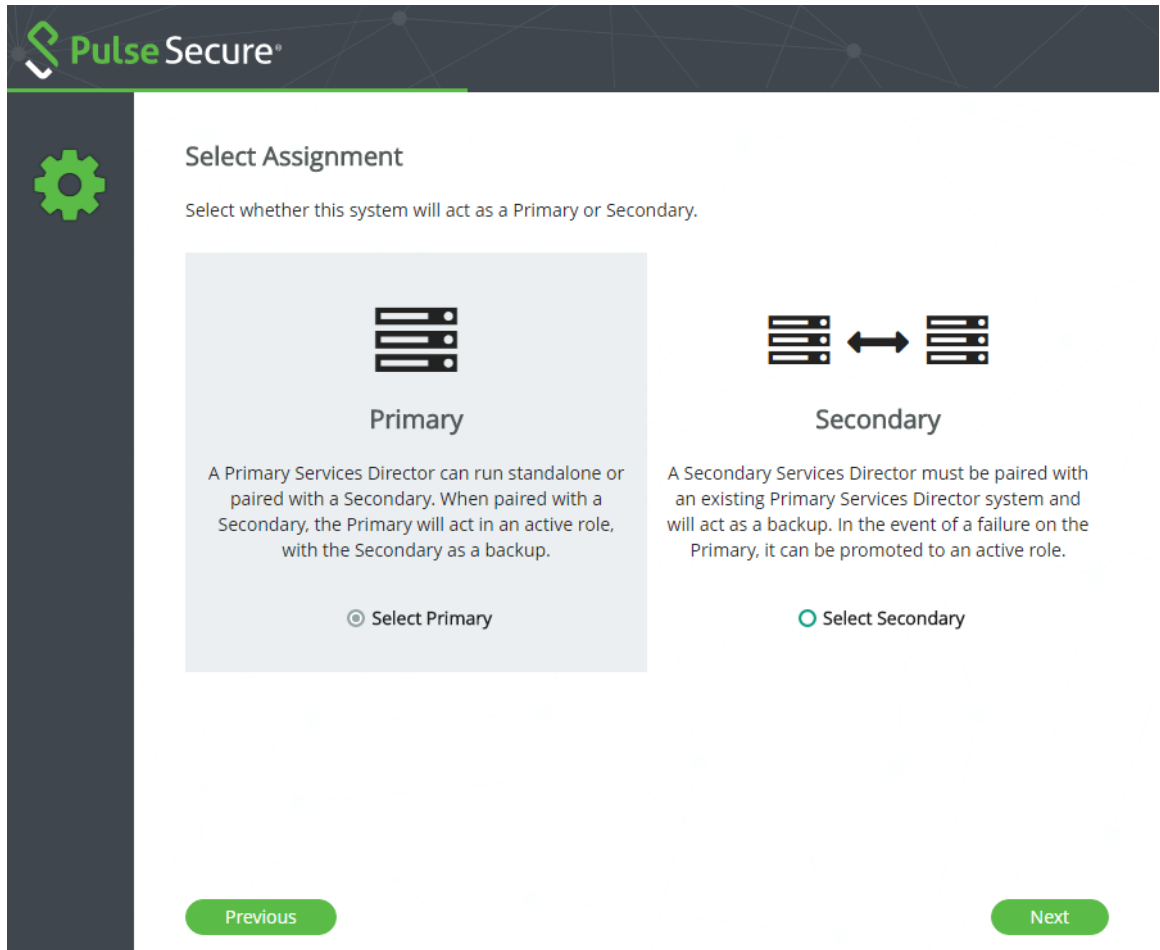 Pulse Secure®
Select Assignment
Select whether this system will act as a Primary or Secondary.
Primary
A Primary Services Director can run standalone or
paired with a Secondary. When paired with a
Secondary, the Primary will act in an active role,
with the Secondary as a backup.
Select Primary
Secondary
A Secondary Services Director must be paired with
an existing Primary Services Director system and
will act as a backup. In the event of a failure on the
Primary, it can be promoted to an active role.
Select Secondary
Previous
Next